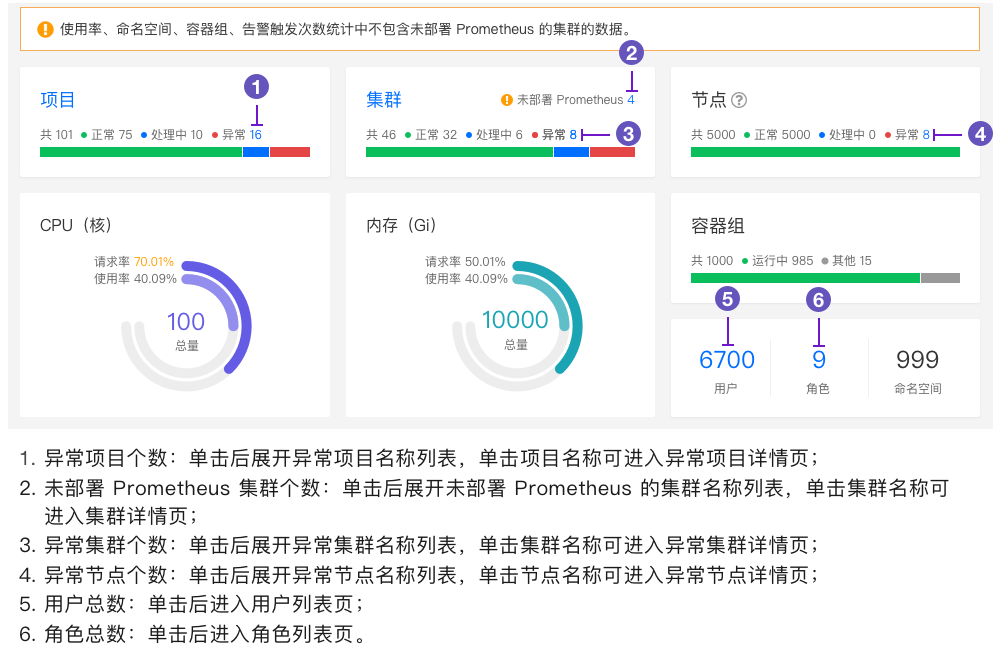 使用率、命名空间、容器组、告警触发次数统计中不包含未部署 Prometheus 的集群的数据。
2
1
项目
集群
未部署 Prometheus 4
节点
共 101 正常 75 处理中 10 异常 16
共 46 正常 32 处理中 6 异常 8
3
共 5000 正常 5000 处理中 0 异常 8
4
CPU（核）
请求率 70.01%
使用率 40.09%
100
总量
内存（Gi）
请求率 50.01%
使用率 40.09%
10000
总量
容器组
共 1000 运行中 985 其他 15
5
6
6700
用户
9
角色
999
命名空间
1. 异常项目个数：单击后展开异常项目名称列表，单击项目名称可进入异常项目详情页；
2. 未部署 Prometheus 集群个数：单击后展开未部署 Prometheus 的集群名称列表，单击集群名称可
进入集群详情页；
3. 异常集群个数：单击后展开异常集群名称列表，单击集群名称可进入异常集群详情页；
4. 异常节点个数：单击后展开异常节点名称列表，单击节点名称可进入异常节点详情页；
5. 用户总数：单击后进入用户列表页；
6. 角色总数：单击后进入角色列表页。